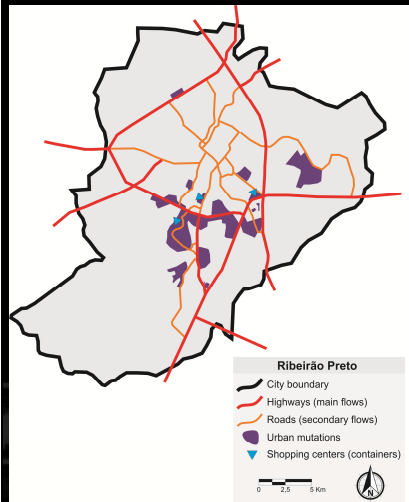 Ribeirão Preto
City boundary
Highways (main flows)
Roads (secondary flows)
Urban mutations
Shopping centers (containers)
0 2,5 5 Km
N